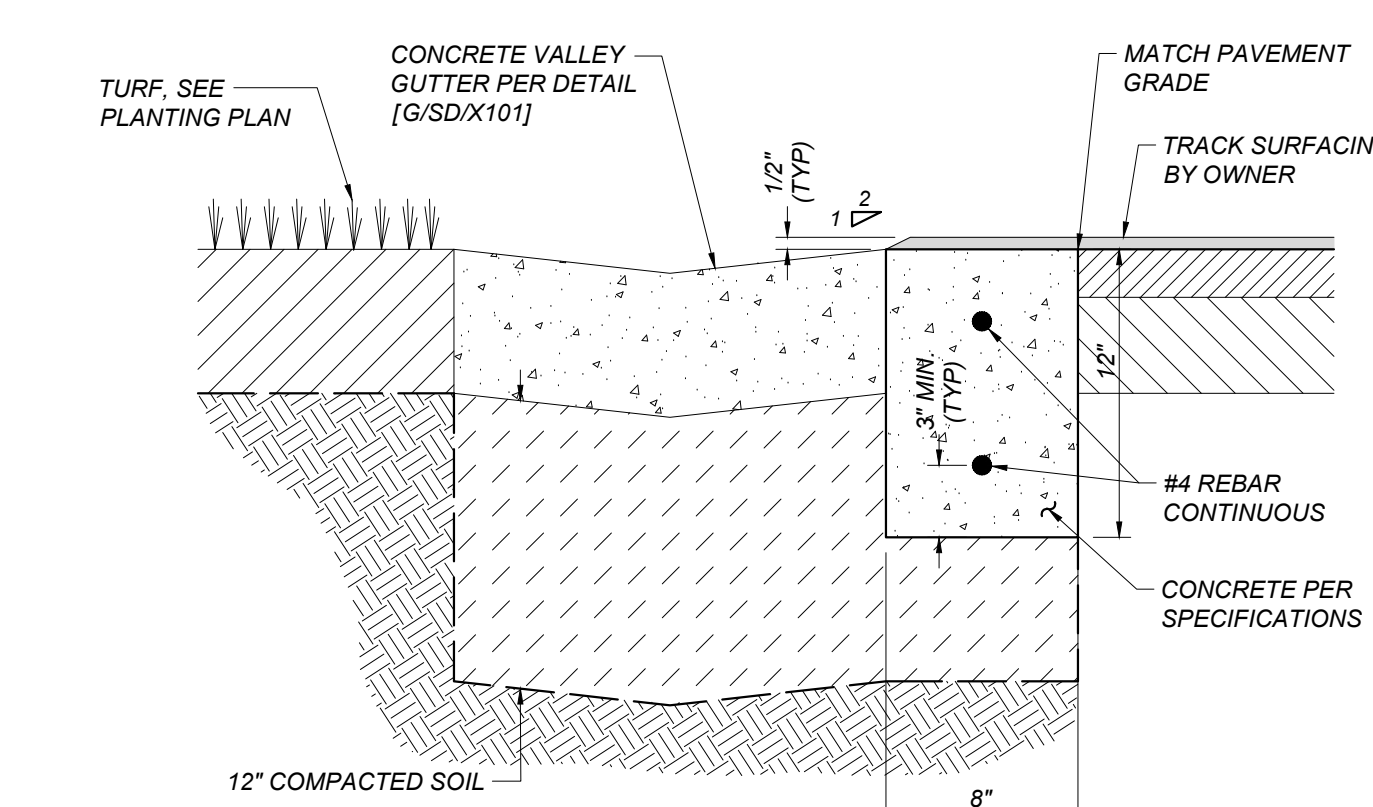 CONCRETE VALLEY
GUTTER PER DETAIL
[G/SD/X101]
MATCH PAVEMENT
GRADE
TURF, SEE
PLANTING PLAN
TRACK SURFACIN
BY OWNER
1/2"
(TYP)
1
2
3" MIN.
(TYP)
12"
#4 REBAR
CONTINUOUS
CONCRETE PER
SPECIFICATIONS
12" COMPACTED SOIL
8"